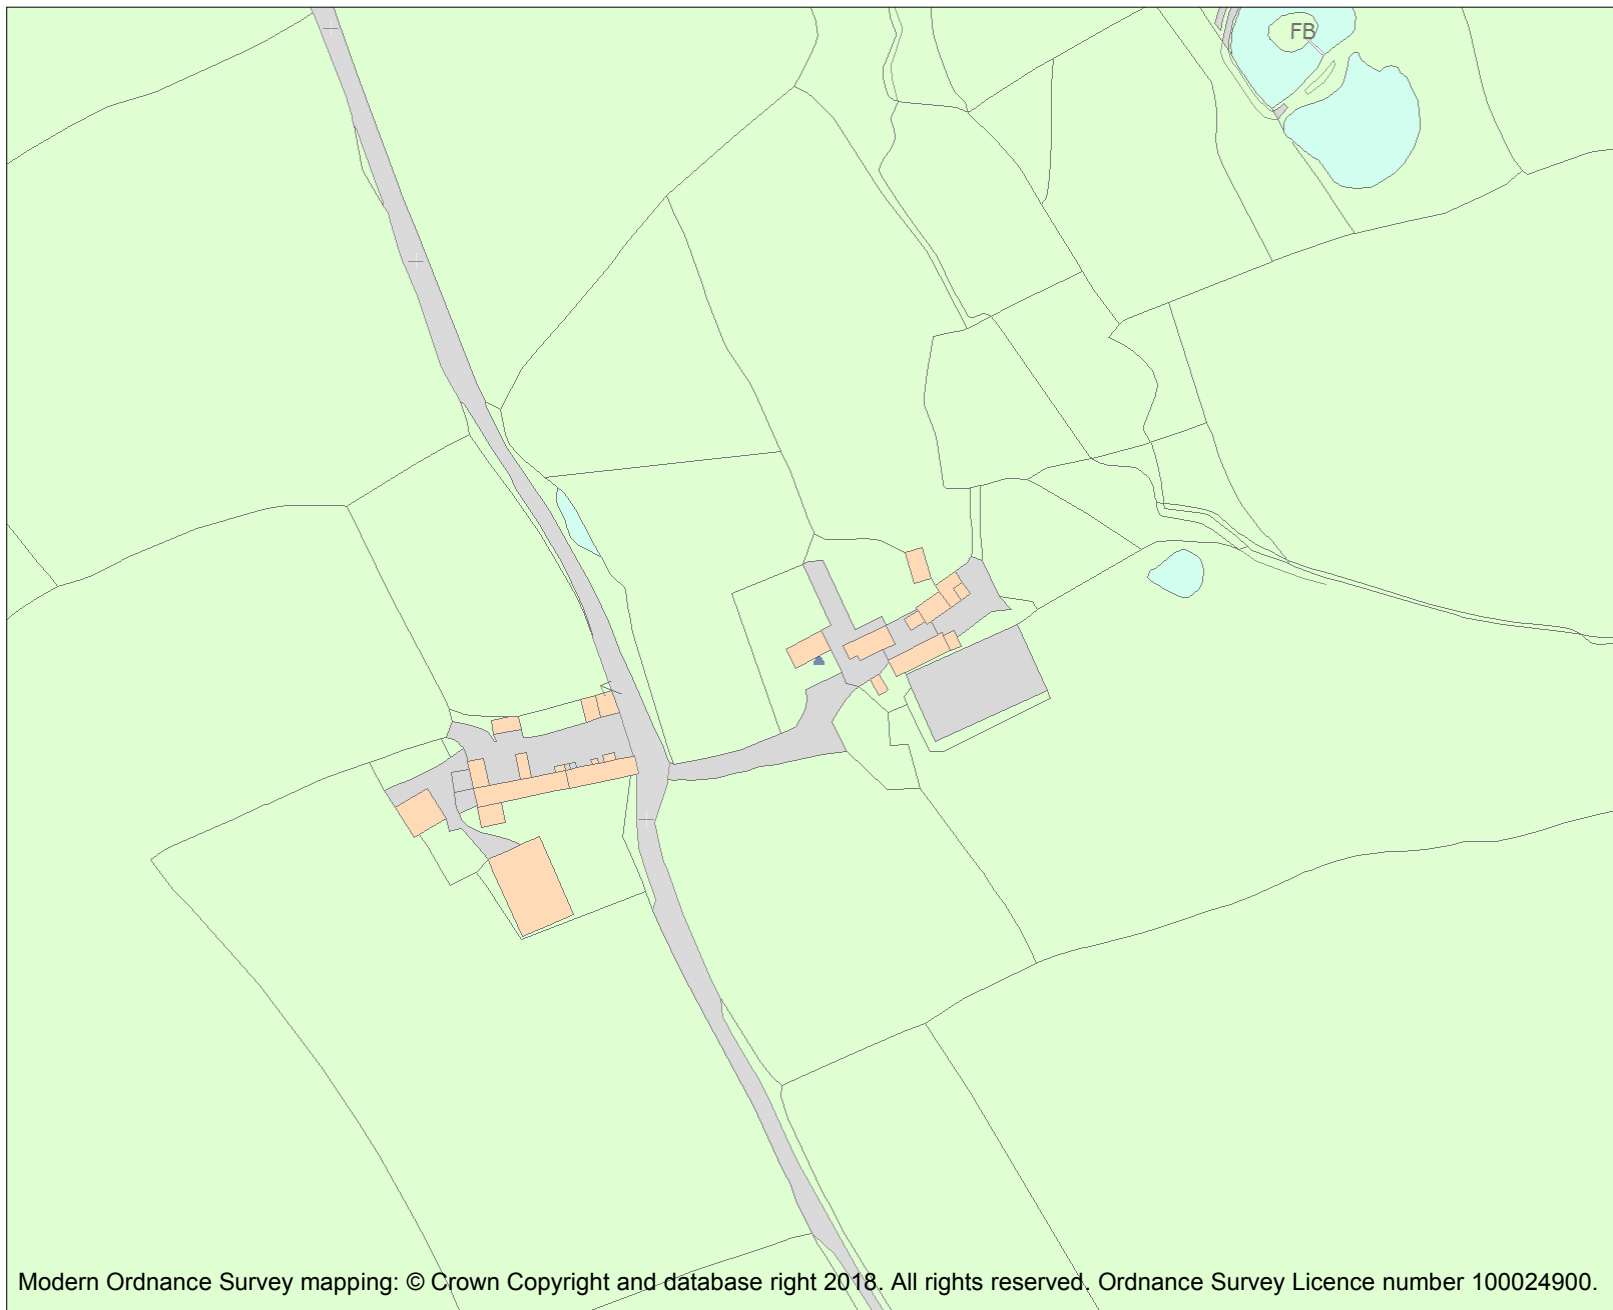 FB
Modern Ordnance Survey mapping: © Crown Copyright and database right 2018. All rights reserved. Ordnance Survey Licence number 100024900.